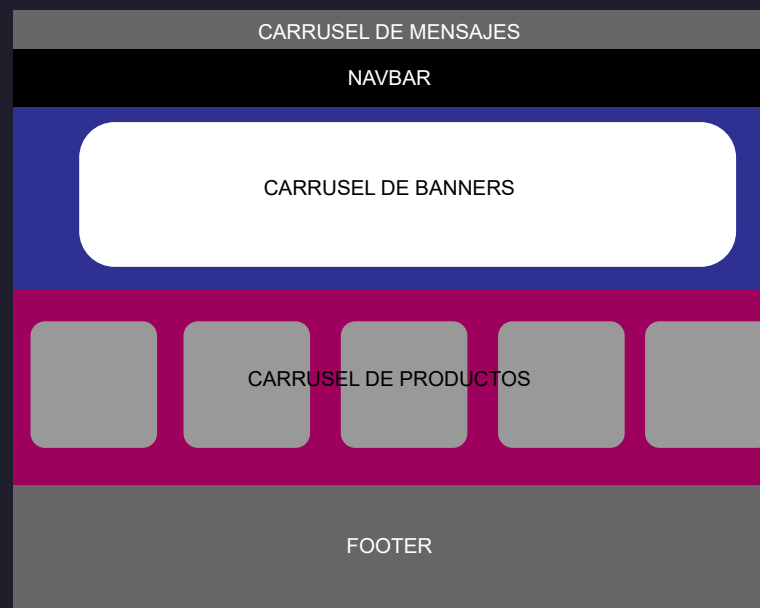 CARRUSEL DE MENSAJES
NAVBAR
CARRUSEL DE BANNERS
CARRUSEL DE PRODUCTOS
FOOTER